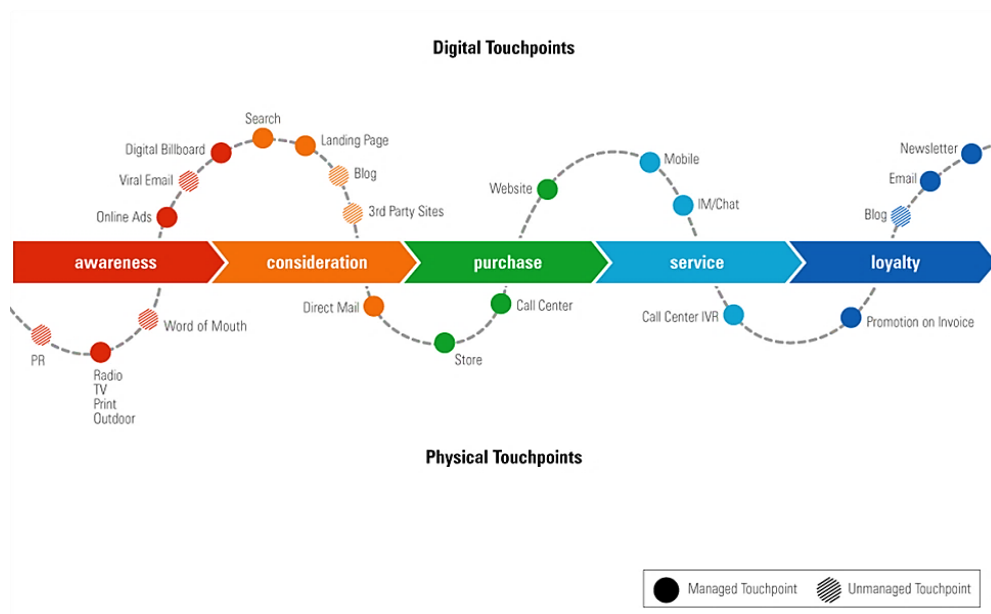 Digital Touchpoints
Search
Digital Billboard
Landing Page
Viral Email
Blog
Online Ads
3rd Party Sites
Website
Mobile
IM/Chat
Newsletter
Email
Blog
awareness
consideration
purchase
service
loyalty
PR
Radio
TV
Print
Outdoor
Word of Mouth
Direct Mail
Store
Call Center
Call Center IVR
Promotion on Invoice
Physical Touchpoints
Managed Touchpoint
Unmanaged Touchpoint